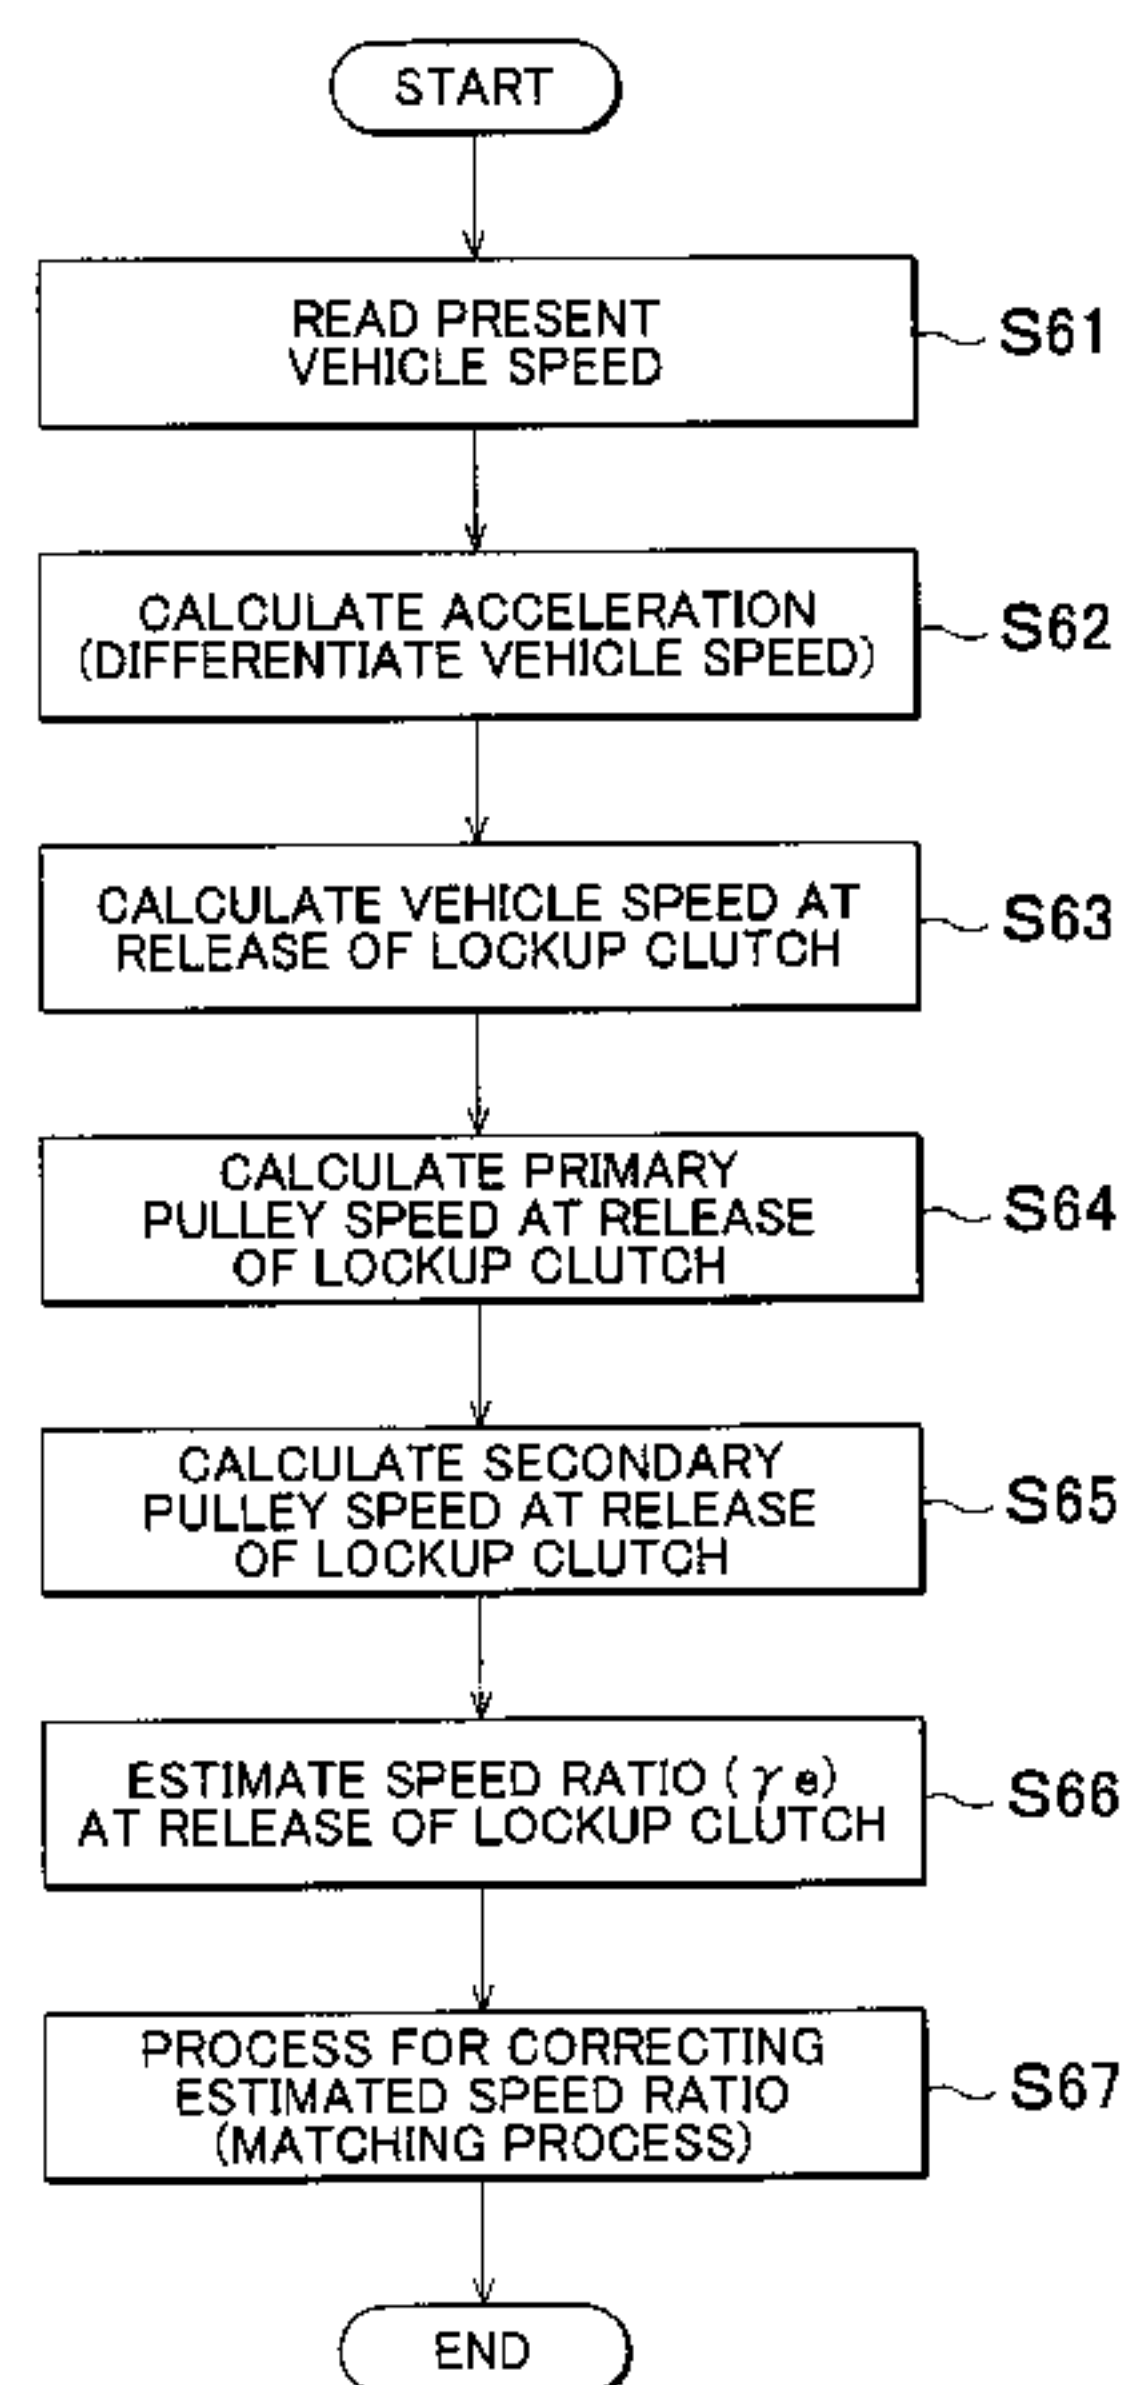 START
READ PRESENT
VEHICLE SPEED
S61
CALCULATE ACCELERATION
(DIFFERENTIATE VEHICLE SPEED)
S62
CALCULATE VEHICLE SPEED AT
RELEASE OF LOCKUP CLUTCH
S63
CALCULATE PRIMARY
PULLEY SPEED AT RELEASE
OF LOCKUP CLUTCH
S64
CALCULATE SECONDARY
PULLEY SPEED AT RELEASE
OF LOCKUP CLUTCH
S65
ESTIMATE SPEED RATIO (γe)
AT RELEASE OF LOCKUP CLUTCH
S66
PROCESS FOR CORRECTING
ESTIMATED SPEED RATIO
(MATCHING PROCESS)
S67
END